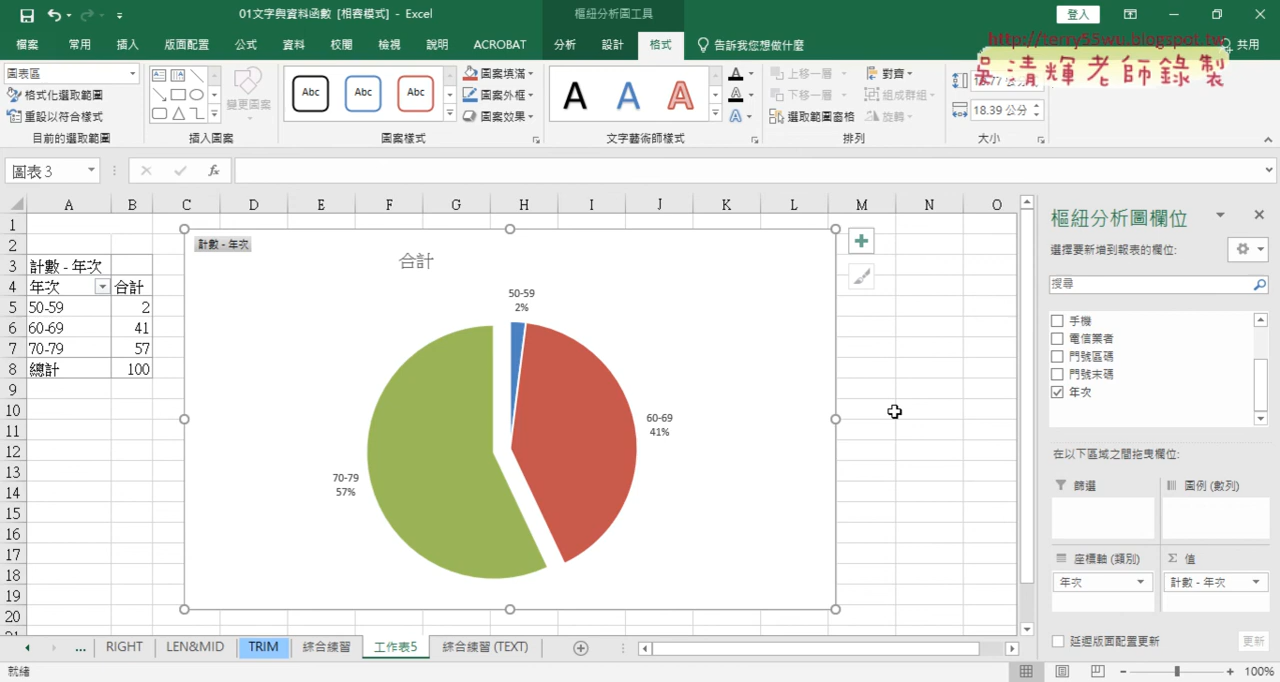 01文字與資料函數 [相容模式] - Excel
樞紐分析圖工具
登入
檔案 常用 插入 版面配置 公式 資料 校閱 檢視 說明 ACROBAT 分析 設計 格式 告訴我您想做什麼 共用
http://terry55wu.blogspot.tw
吳清輝老師錄製
圖表區
格式化選取範圍
重設以符合樣式
目前的選取範圍
變更圖案
插入圖案
Abc Abc Abc
圖案填滿
圖案外框
圖案效果
圖案樣式
A A A
文字藝術師樣式
上移一層 對齊
下移一層 組成群組
選取範圍窗格 旋轉
排列
18.39 公分
大小
圖表 3
fx
A B C D E F G H I J K L M N O
1
2
3 計數 - 年次
4 年次 合計
5 50-59 2
6 60-69 41
7 70-79 57
8 總計 100
9
10
11
12
13
14
15
16
17
18
19
20
計數 - 年次
合計
50-59
2%
60-69
41%
70-79
57%
樞紐分析圖欄位
選擇要新增到報表的欄位:
搜尋
手機
電信業者
門號區碼
門號末碼
年次
在以下區域之間拖曳欄位:
篩選 圖例 (數列)
座標軸 (類別) Σ 值
年次 計數 - 年次
延遲版面配置更新 更新
... RIGHT LEN&MID TRIM 綜合練習 工作表5 綜合練習 (TEXT)
就緒 100%